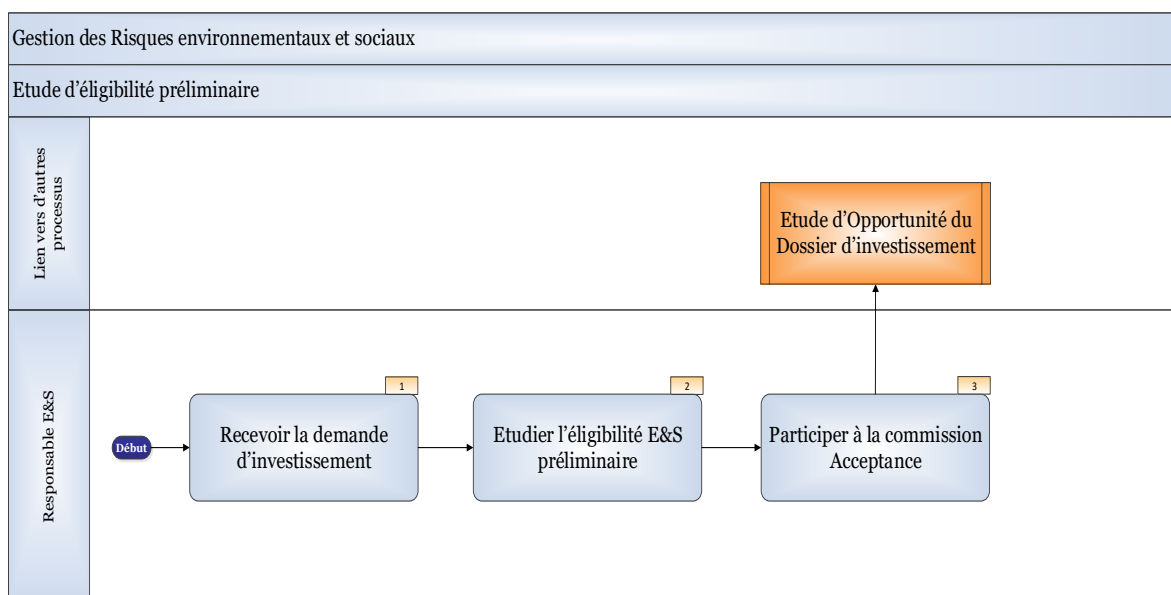 Gestion des Risques environnementaux et sociaux
Etude d'éligibilité préliminaire
Lien vers d'autres
processus
Etude d'Opportunité du
Dossier d'investissement
Responsable E&S
Début
1
Recevoir la demande
d'investissement
2
Etudier l'éligibilité E&S
préliminaire
3
Participer à la commission
Acceptance